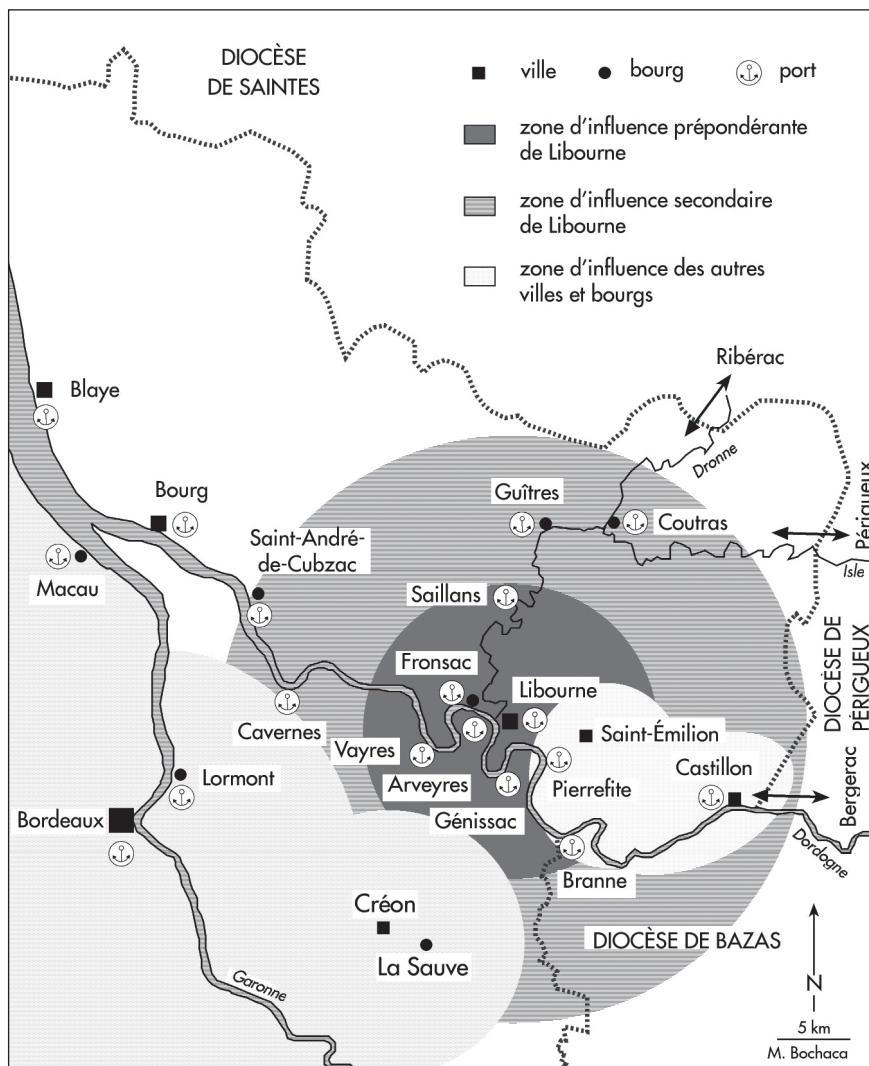 DIOCÈSE
DE SAINTES
ville
bourg
port
zone d'influence prépondérante
de Libourne
zone d'influence secondaire
de Libourne
zone d'influence des autres
villes et bourgs
Ribérac
Dronne
Blaye
Bourg
Guîtres
Coutras
Périgueux
Isle
Saint-André-
de-Cubzac
Macau
Saillans
DIOCÈSE DE
PÉRIGUEUX
Fronsac
Libourne
Cavernes
Vayres
Saint-Émilion
Castillon
Arveyres
Pierrefite
Lormont
Bergerac
Bordeaux
Génissac
Dordogne
Branne
Créon
DIOCÈSE DE BAZAS
La Sauve
Garonne
N
5 km
M. Bochaca